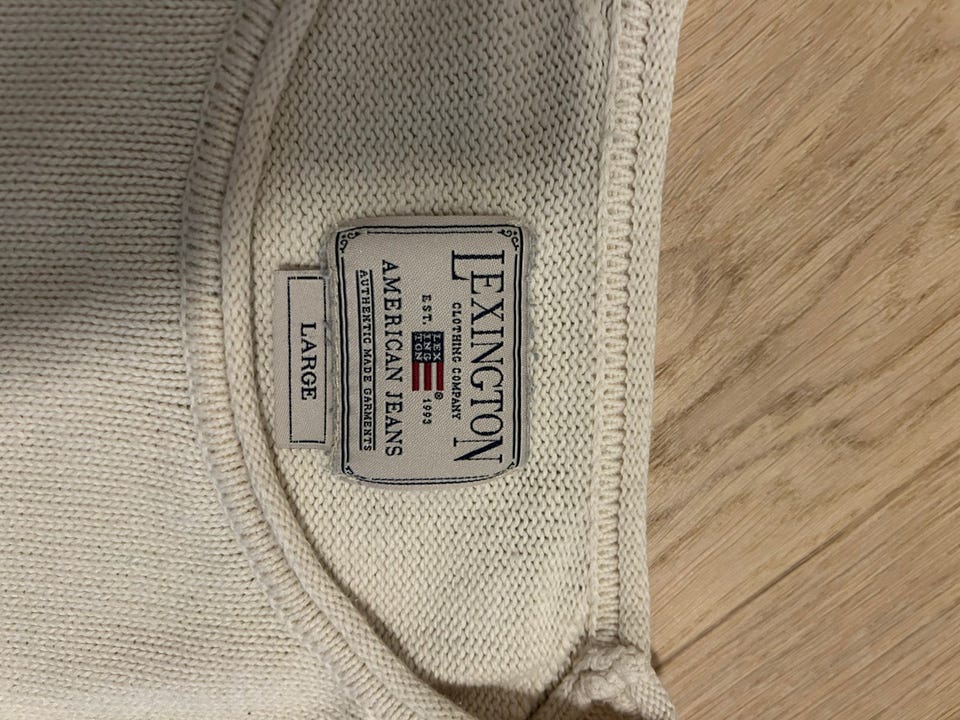 LEXINGTON
CLOTHING COMPANY
EST. LEX ING TON ® 1993
AMERICAN JEANS
AUTHENTIC MADE GARMENTS
LARGE